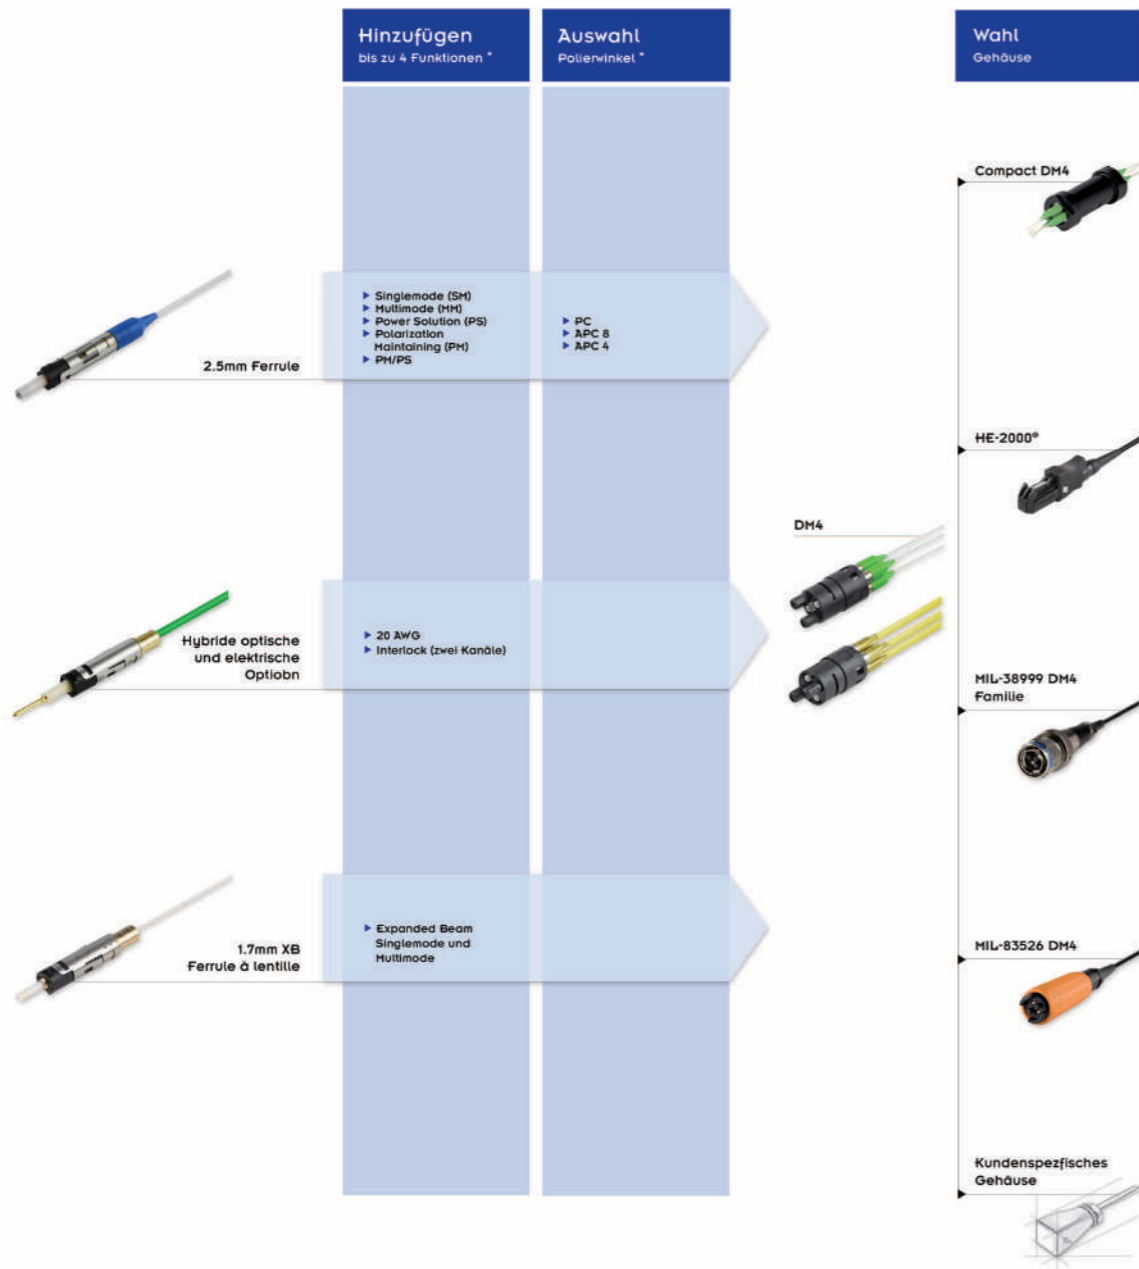 Hinzufügen
bis zu 4 Funktionen *
Auswahl
Polierwinkel *
Wahl
Gehäuse
2.5mm Ferrule
Singlemode (SM)
Multimode (MM)
Power Solution (PS)
Polarization
Maintaining (PM)
PM/PS
PC
APC 8
APC 4
Hybride optische
und elektrische
Optiobn
20 AWG
Interlock (zwei Kanäle)
1.7mm XB
Ferrule à lentille
Expanded Beam
Singlemode und
Multimode
DM4
Compact DM4
HE-2000®
MIL-38999 DM4
Familie
MIL-83526 DM4
Kundenspezfisches
Gehäuse